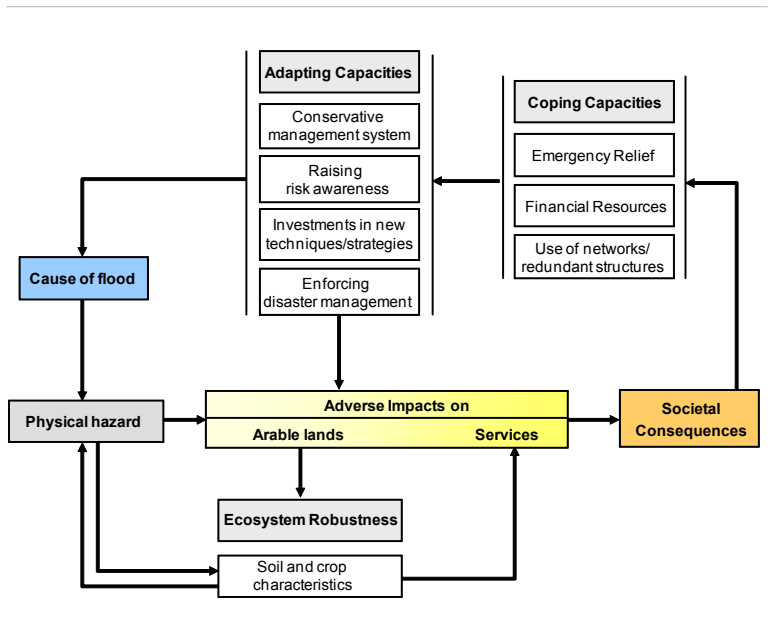 Adapting Capacities
Conservative
management system
Raising
risk awareness
Investments in new
techniques/strategies
Enforcing
disaster management
Coping Capacities
Emergency Relief
Financial Resources
Use of networks/
redundant structures
Cause of flood
Physical hazard
Adverse Impacts on
Arable lands Services
Societal
Consequences
Ecosystem Robustness
Soil and crop
characteristics